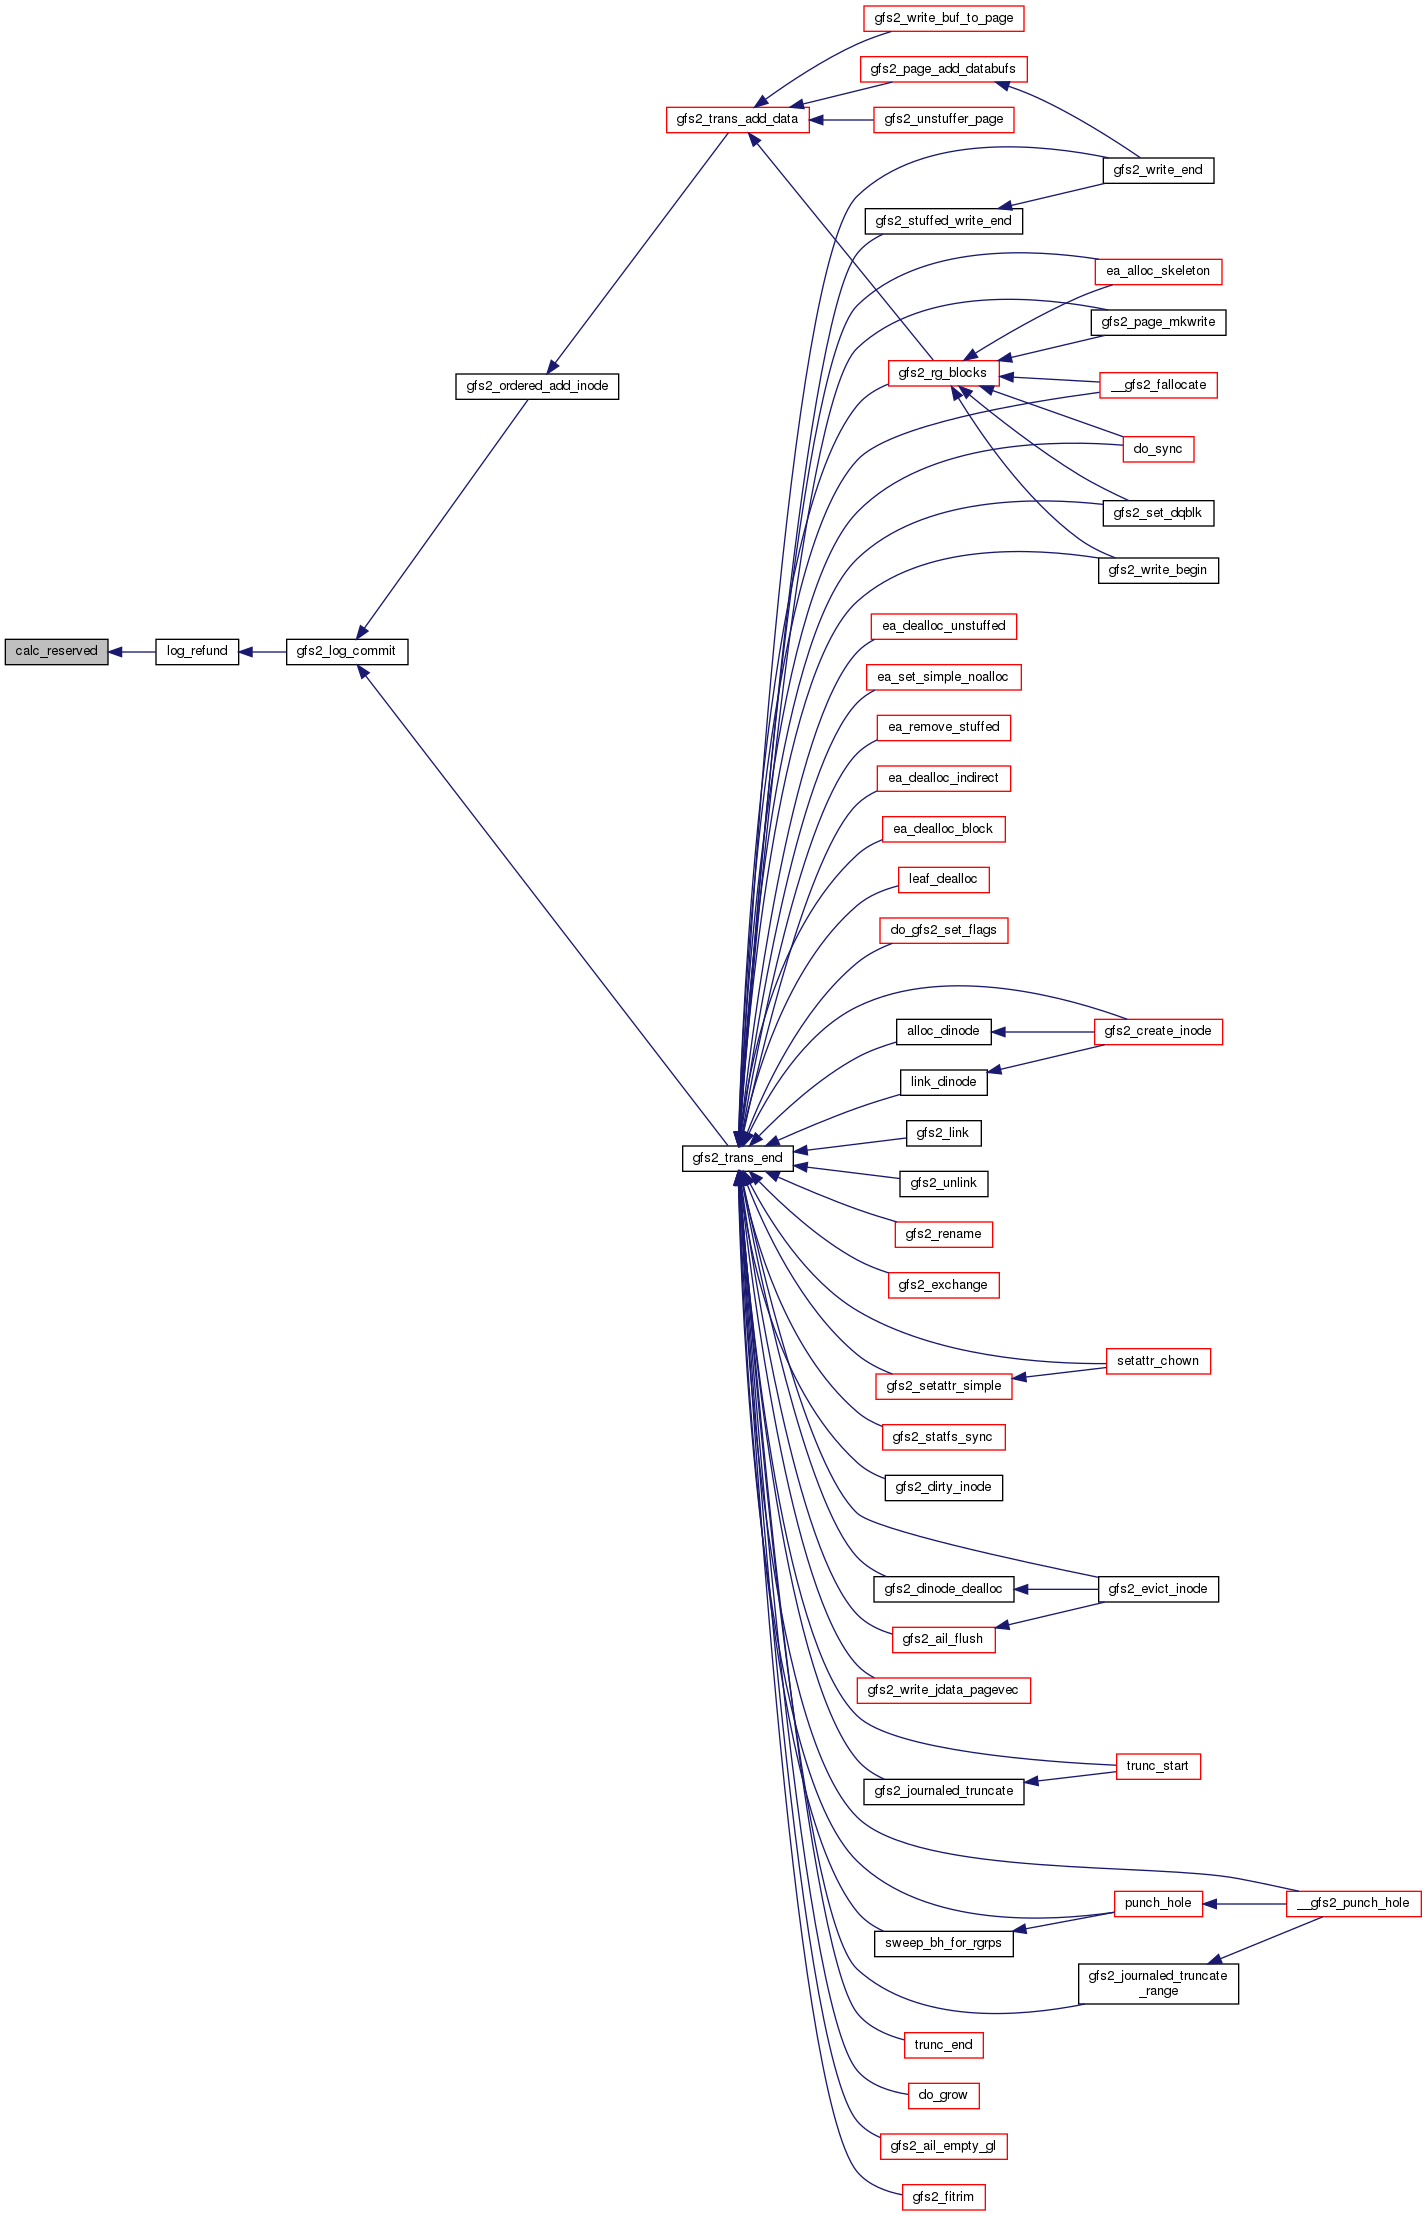 gfs2_write_buf_to_page
gfs2_page_add_databufs
gfs2_trans_add_data
gfs2_unstuffer_page
gfs2_write_end
gfs2_stuffed_write_end
ea_alloc_skeleton
gfs2_page_mkwrite
gfs2_rg_blocks
gfs2_ordered_add_inode
__gfs2_fallocate
do_sync
gfs2_set_dqblk
gfs2_write_begin
ea_dealloc_unstuffed
calc_reserved
log_refund
gfs2_log_commit
ea_set_simple_noalloc
ea_remove_stuffed
ea_dealloc_indirect
ea_dealloc_block
leaf_dealloc
do_gfs2_set_flags
alloc_dinode
gfs2_create_inode
link_dinode
gfs2_link
gfs2_trans_end
gfs2_unlink
gfs2_rename
gfs2_exchange
setattr_chown
gfs2_setattr_simple
gfs2_statfs_sync
gfs2_dirty_inode
gfs2_dinode_dealloc
gfs2_evict_inode
gfs2_ail_flush
gfs2_write_jdata_pagevec
trunc_start
gfs2_journaled_truncate
punch_hole
__gfs2_punch_hole
sweep_bh_for_rgrps
gfs2_journaled_truncate
_range
trunc_end
do_grow
gfs2_ail_empty_gl
gfs2_fitrim